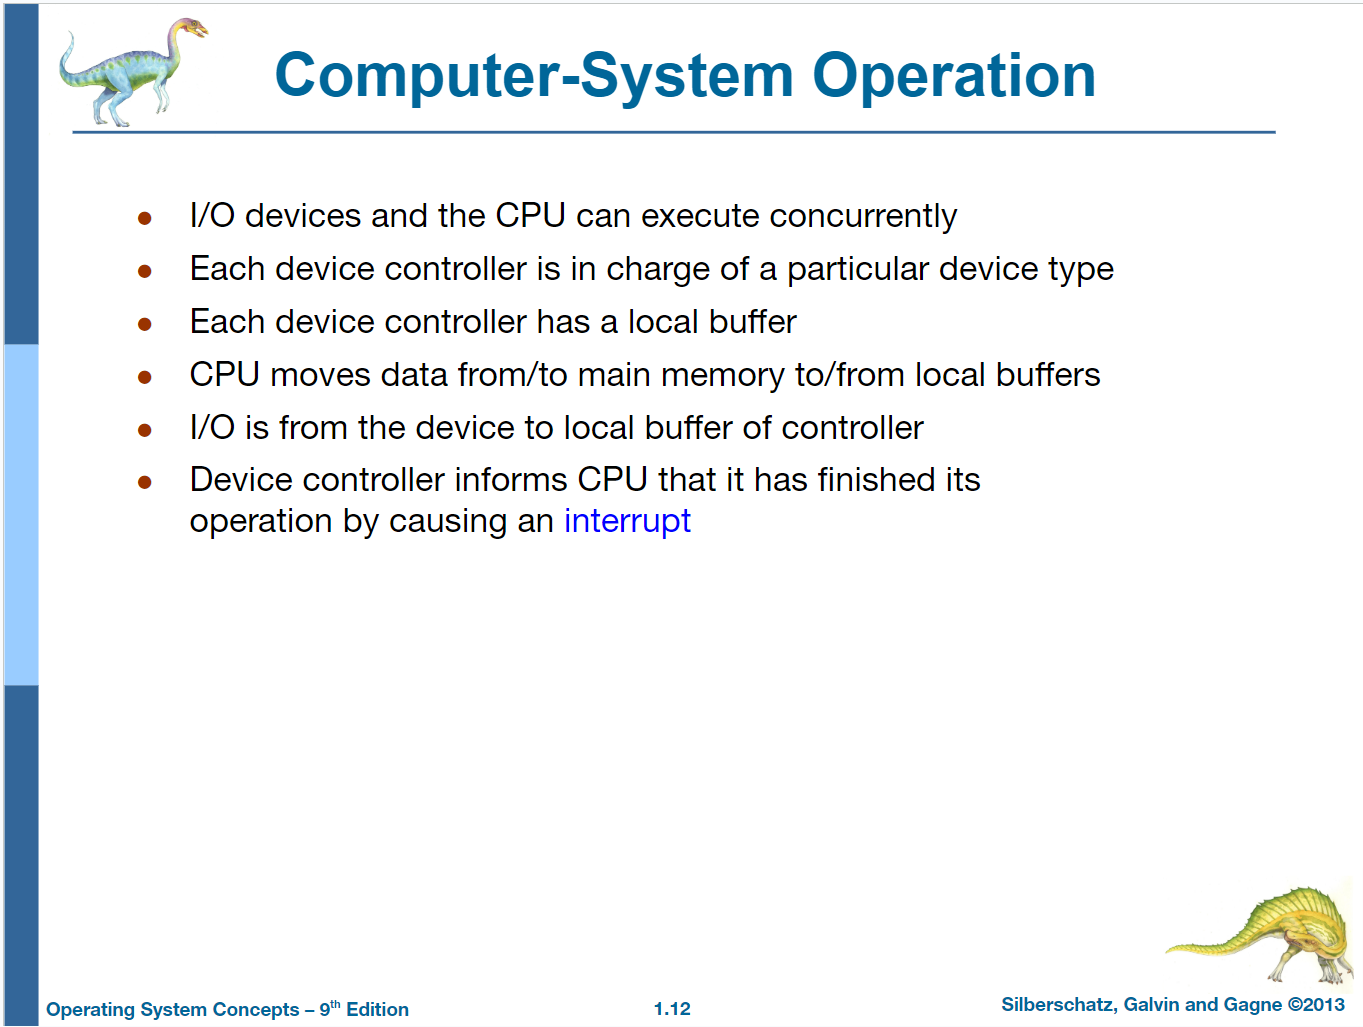 Computer-System Operation
● I/O devices and the CPU can execute concurrently
● Each device controller is in charge of a particular device type
● Each device controller has a local buffer
● CPU moves data from/to main memory to/from local buffers
● I/O is from the device to local buffer of controller
● Device controller informs CPU that it has finished its
operation by causing an interrupt
Operating System Concepts – 9th Edition
1.12
Silberschatz, Galvin and Gagne ©2013